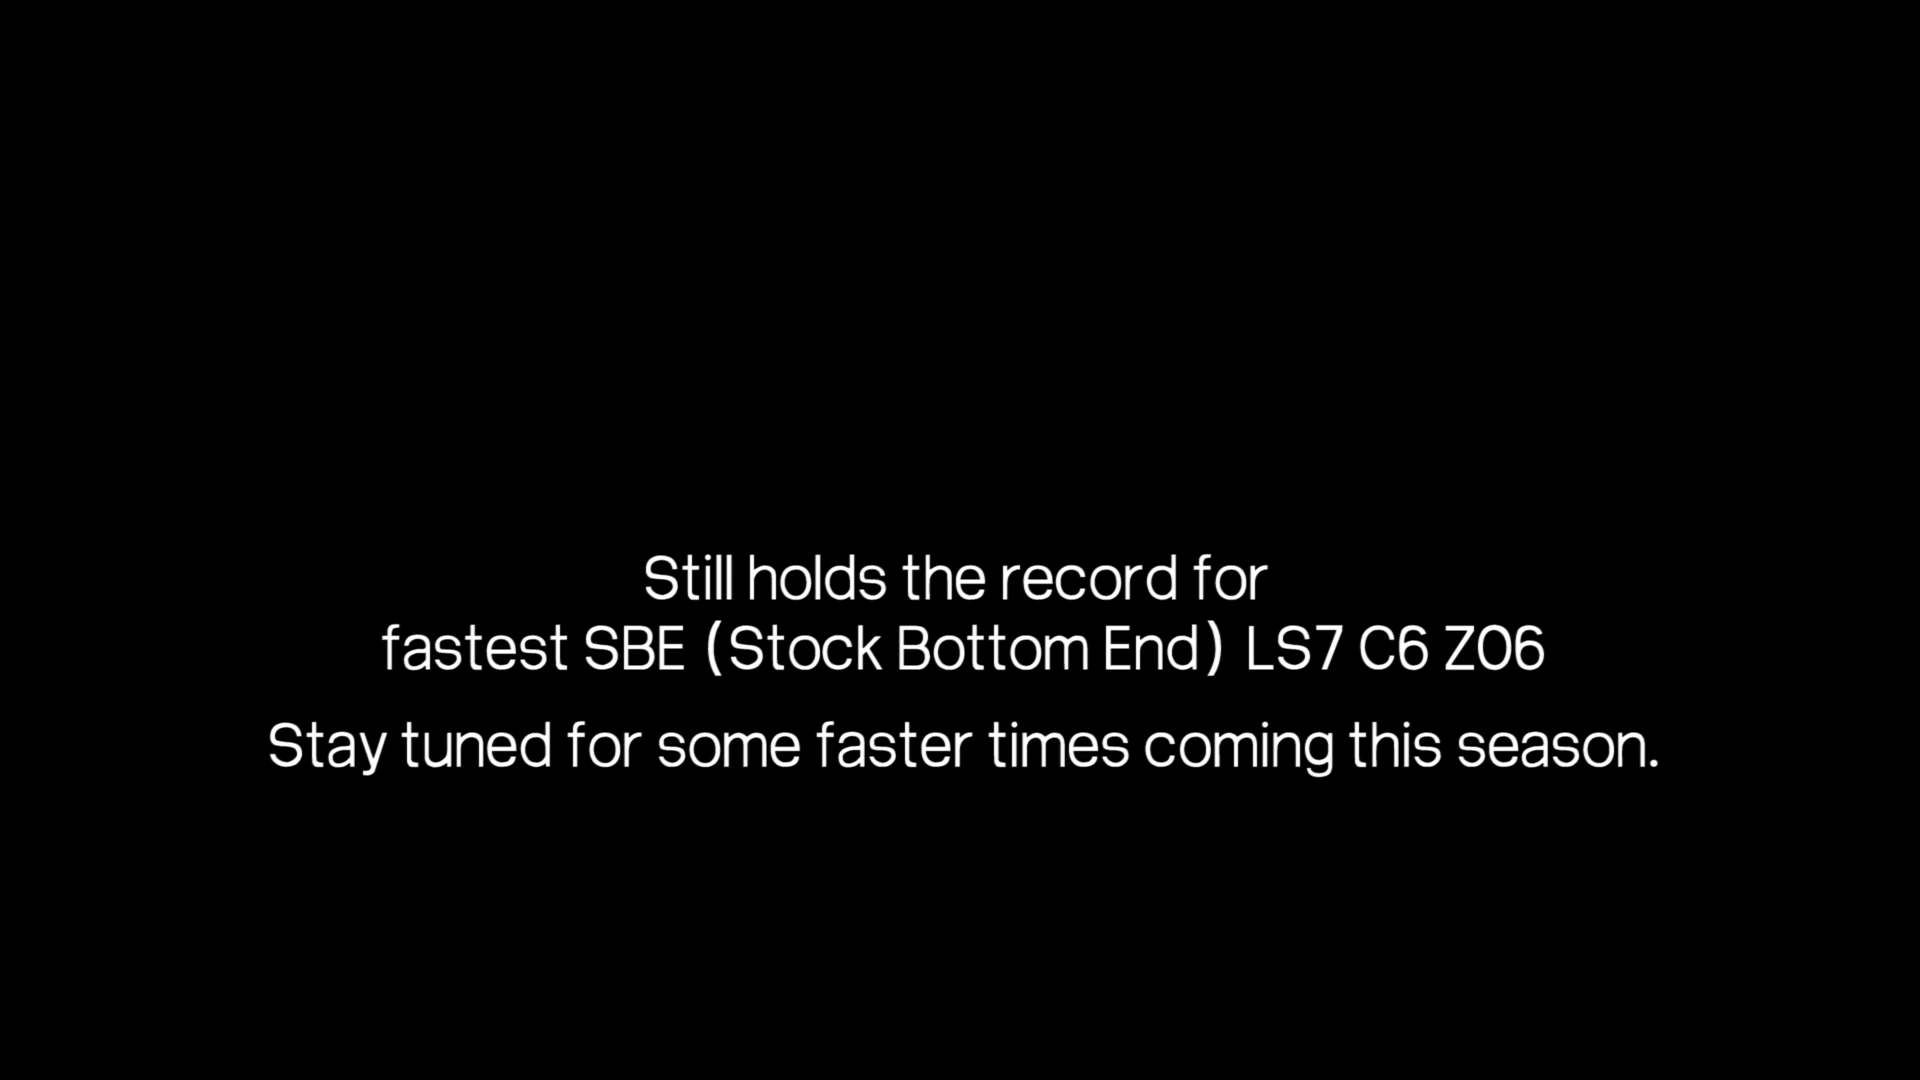 Still holds the record for
fastest SBE (Stock Bottom End) LS7 C6 Z06
Stay tuned for some faster times coming this season.